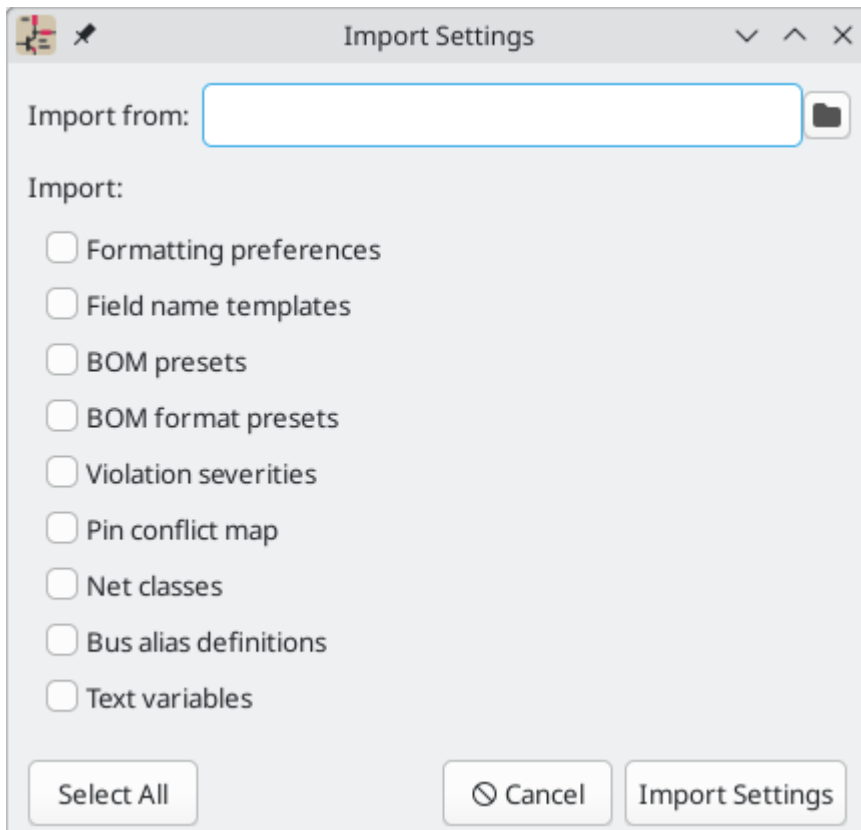 Import Settings
Import from:
Import:
Formatting preferences
Field name templates
BOM presets
BOM format presets
Violation severities
Pin conflict map
Net classes
Bus alias definitions
Text variables
Select All Cancel Import Settings